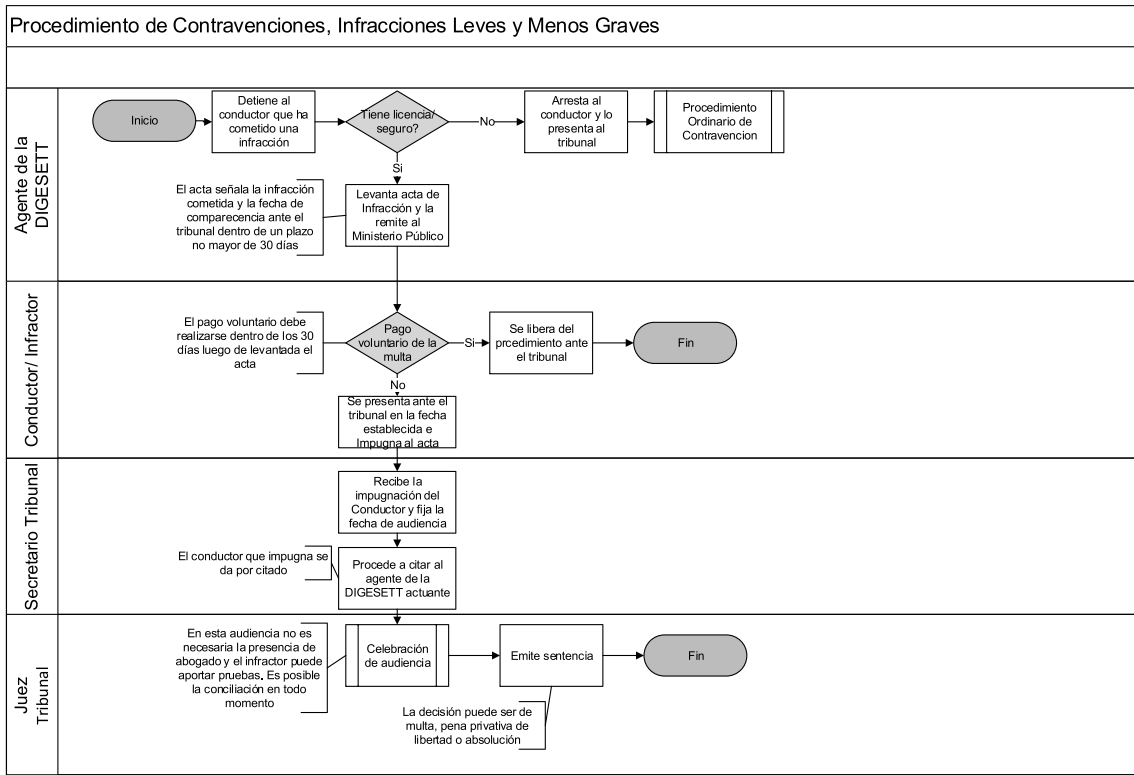 Procedimiento de Contravenciones, Infracciones Leves y Menos Graves
Agente de la
DIGESETT
Inicio
Detiene al
conductor que ha
cometido una
infracción
Tiene licencia/
seguro?
No
Arresta al
conductor y lo
presenta al
tribunal
Procedimiento
Ordinario de
Contravencion
Si
El acta señala la infracción
cometida y la fecha de
comparecencia ante el
tribunal dentro de un plazo
no mayor de 30 días
Levanta acta de
Infracción y la
remite al
Ministerio Público
Conductor/ Infractor
El pago voluntario debe
realizarse dentro de los 30
días luego de levantada el
acta
Pago
voluntario de la
multa
Si
Se libera del
prcedimiento ante
el tribunal
Fin
No
Se presenta ante el
tribunal en la fecha
establecida e
Impugna al acta
Secretario Tribunal
Recibe la
impugnación del
Conductor y fija la
fecha de audiencia
El conductor que impugna se
da por citado
Procede a citar al
agente de la
DIGESETT actuante
Juez
Tribunal
En esta audiencia no es
necesaria la presencia de
abogado y el infractor puede
aportar pruebas. Es posible
la conciliación en todo
momento
Celebración
de audiencia
Emite sentencia
Fin
La decisión puede ser de
multa, pena privativa de
libertad o absolución